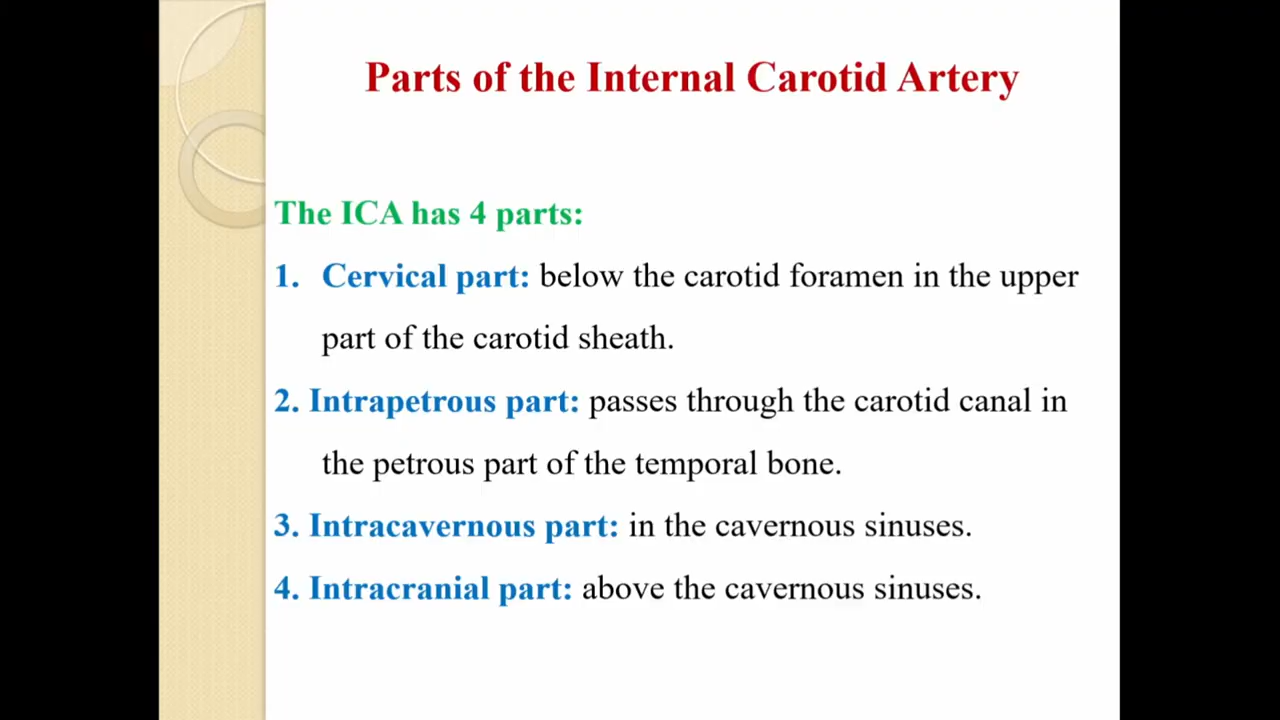 Parts of the Internal Carotid Artery
The ICA has 4 parts:
1. Cervical part: below the carotid foramen in the upper
part of the carotid sheath.
2. Intrapetrous part: passes through the carotid canal in
the petrous part of the temporal bone.
3. Intracavernous part: in the cavernous sinuses.
4. Intracranial part: above the cavernous sinuses.